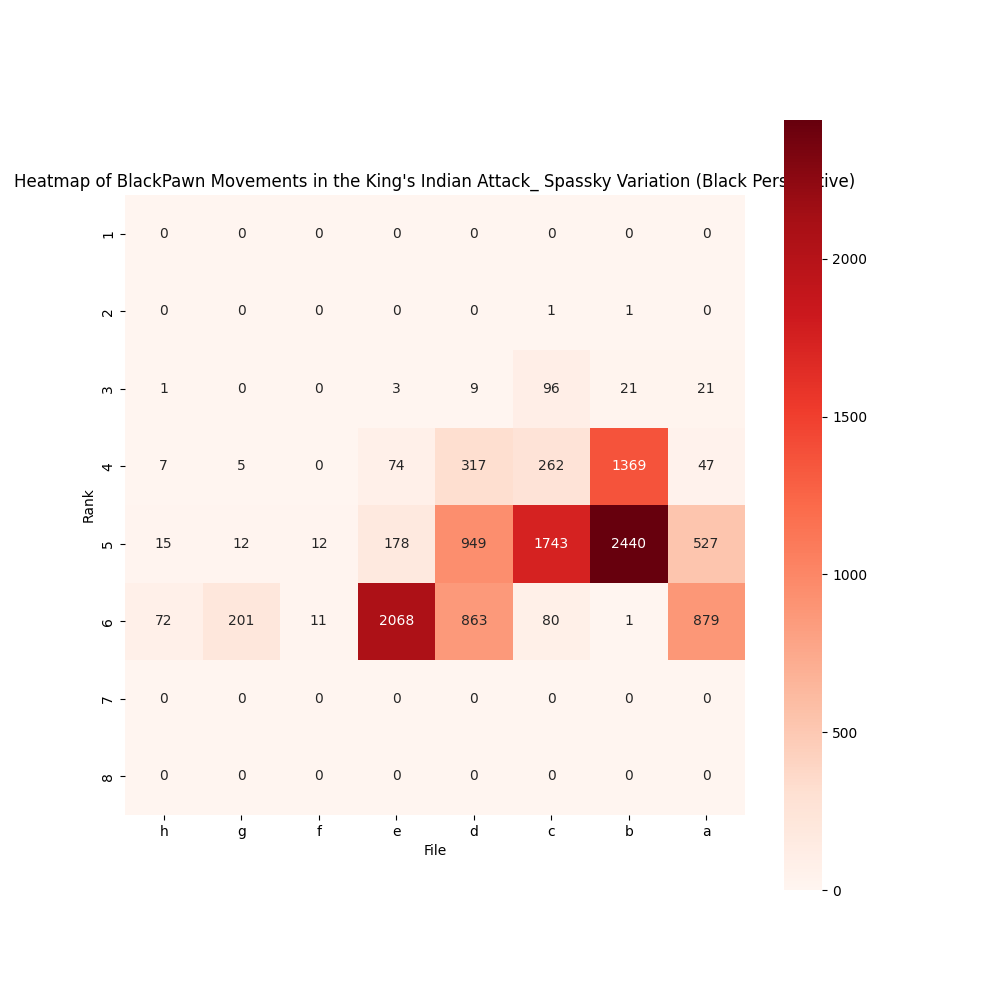 Heatmap of BlackPawn Movements in the King's Indian Attack_ Spassky Variation (Black Pers tive)
1 0 0 0 0 0 0 0 0
2 0 0 0 0 0 1 1 0
3 1 0 0 3 9 96 21 21
4 7 5 0 74 317 262 1369 47
5 15 12 12 178 949 1743 2440 527
6 72 201 11 2068 863 80 1 879
7 0 0 0 0 0 0 0 0
8 0 0 0 0 0 0 0 0
Rank
h g f e d c b a
File
2000
1500
1000
500
0